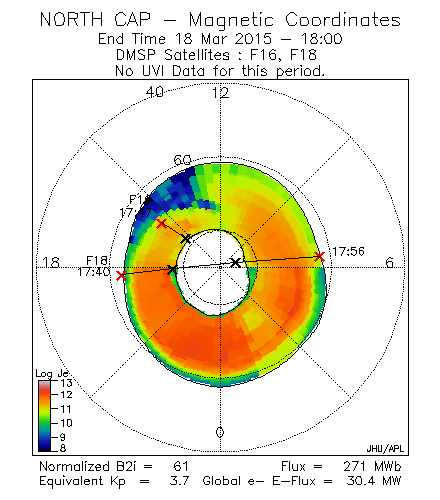 NORTH CAP – Magnetic Coordinates
End Time 18 Mar 2015 – 18:00
DMSP Satellites : F16, F18
No UVI Data for this period.
40
12
60
17:47
F18
17:40
17:56
18
6
0
Log Je
13
12
11
10
9
8
JHU/APL
Normalized B2i = 61 Flux = 271 MWb
Equivalent Kp = 3.7 Global e- E-Flux = 30.4 MW